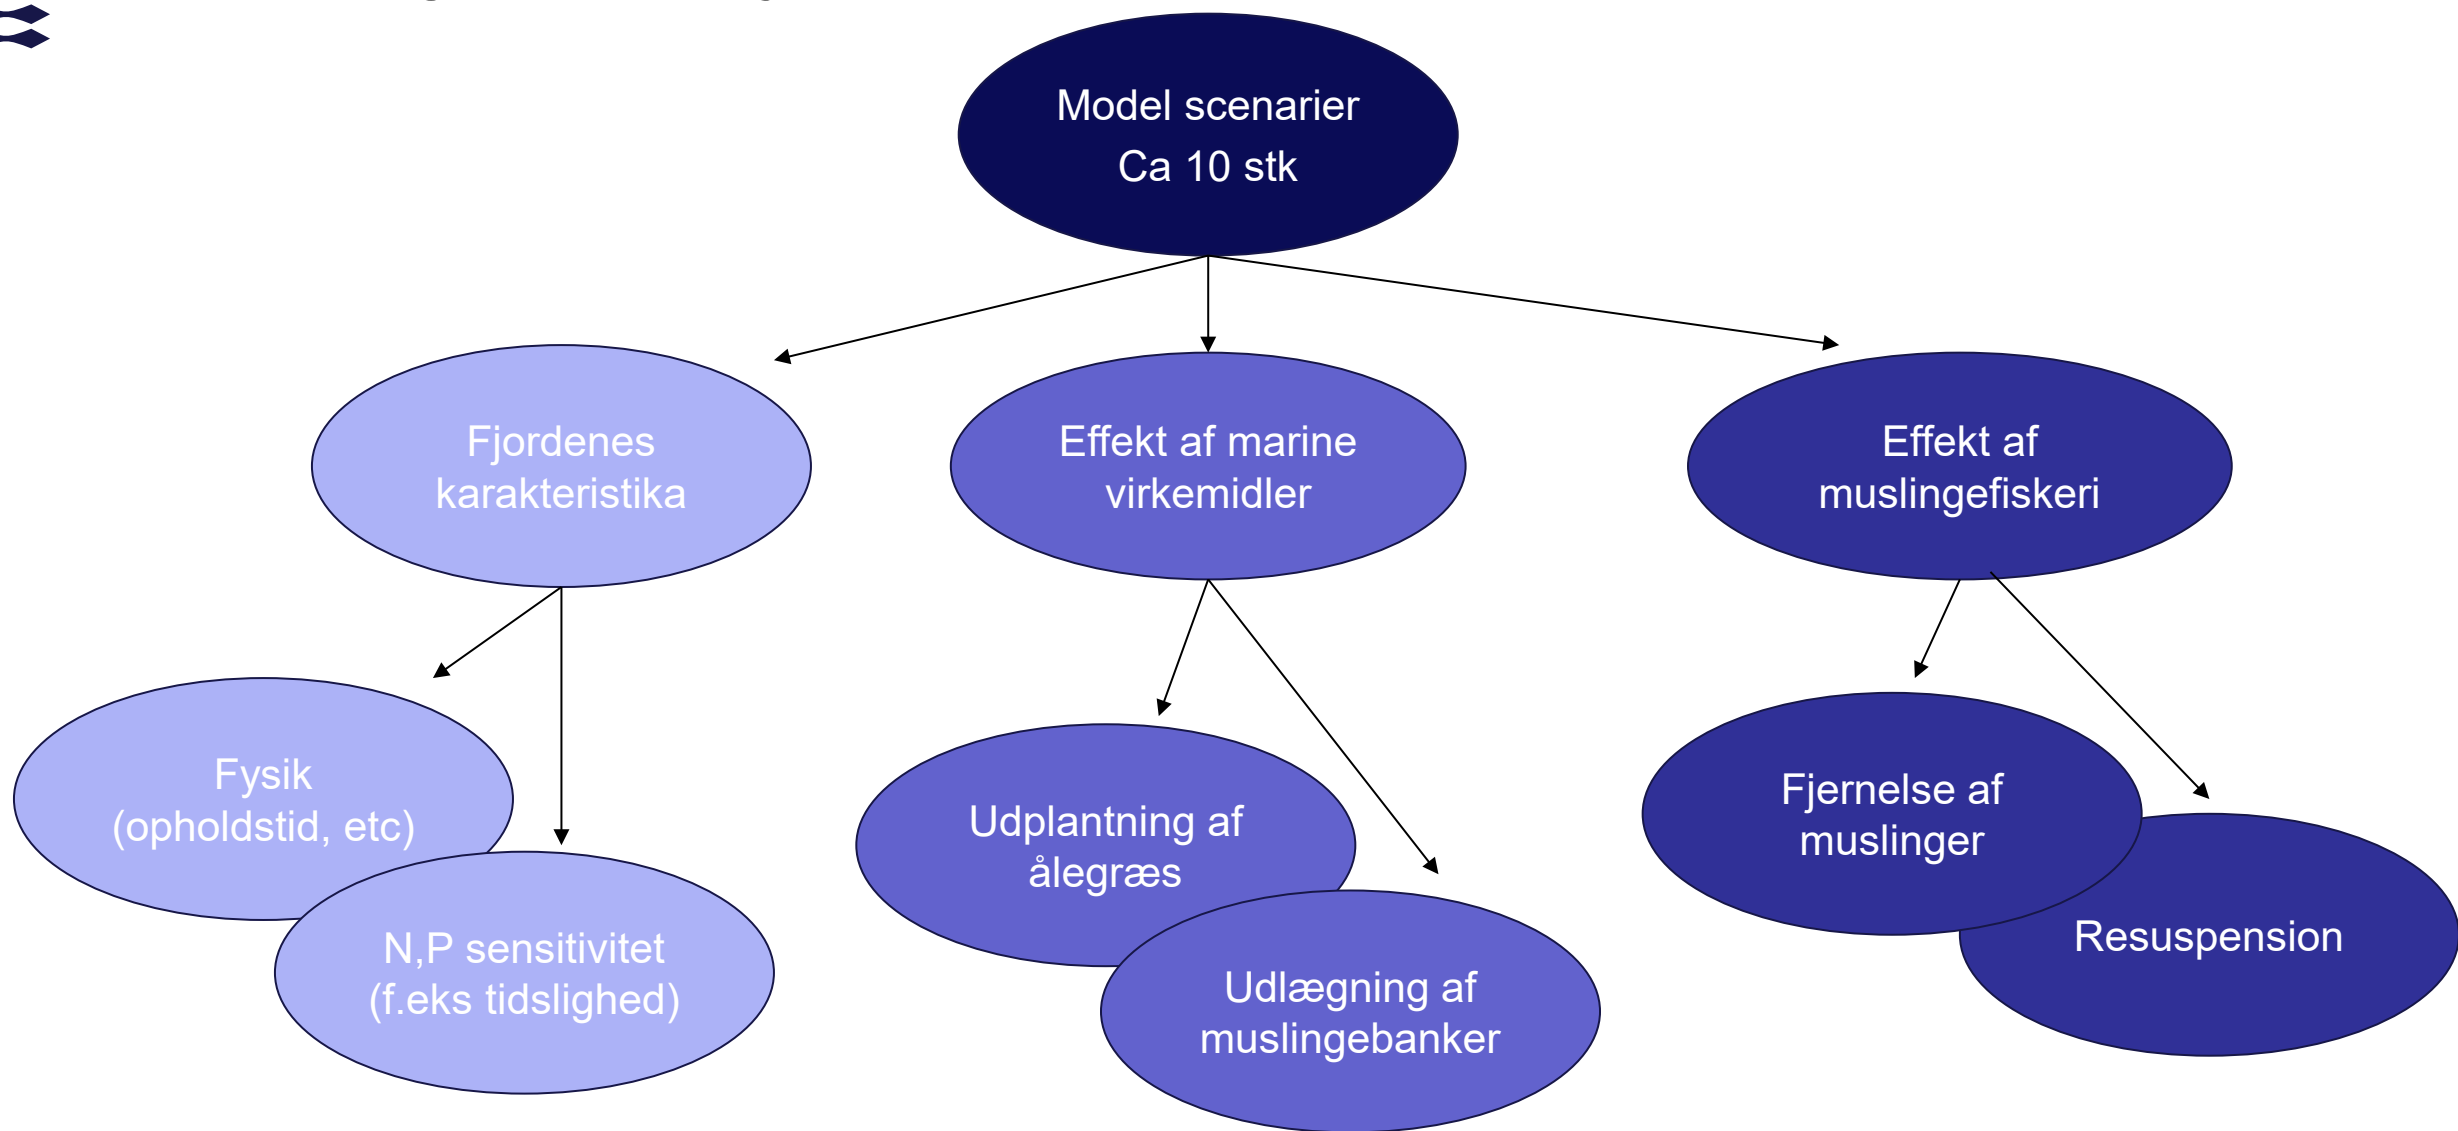 Model scenarier
Ca 10 stk
Fjordenes
karakteristika
Effekt af marine
virkemidler
Effekt af
muslingefiskeri
Fysik
(opholdstid, etc)
N,P sensitivitet
(f.eks tidslighed)
Udplantning af
ålegræs
Udlægning af
muslingebanker
Fjernelse af
muslinger
Resuspension